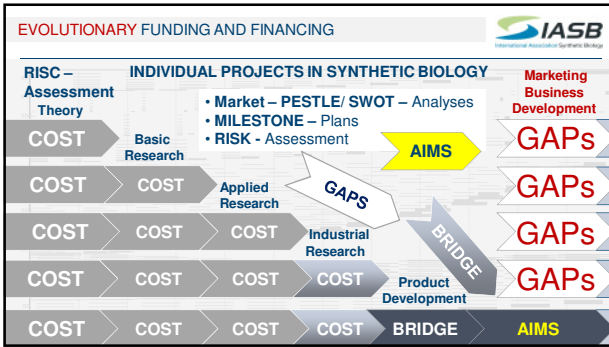 EVOLUTIONARY FUNDING AND FINANCING
IASB
International Association Synthetic Biology
RISC –
Assessment
Theory
INDIVIDUAL PROJECTS IN SYNTHETIC BIOLOGY
• Market – PESTLE/ SWOT – Analyses
• MILESTONE – Plans
• RISK - Assessment
Marketing
Business
Development
COST
Basic
Research
AIMS
GAPs
COST
COST
Applied
Research
GAPS
GAPs
COST
COST
COST
Industrial
Research
BRIDGE
GAPs
COST
COST
COST
COST
Product
Development
GAPs
COST
COST
COST
COST
BRIDGE
AIMS